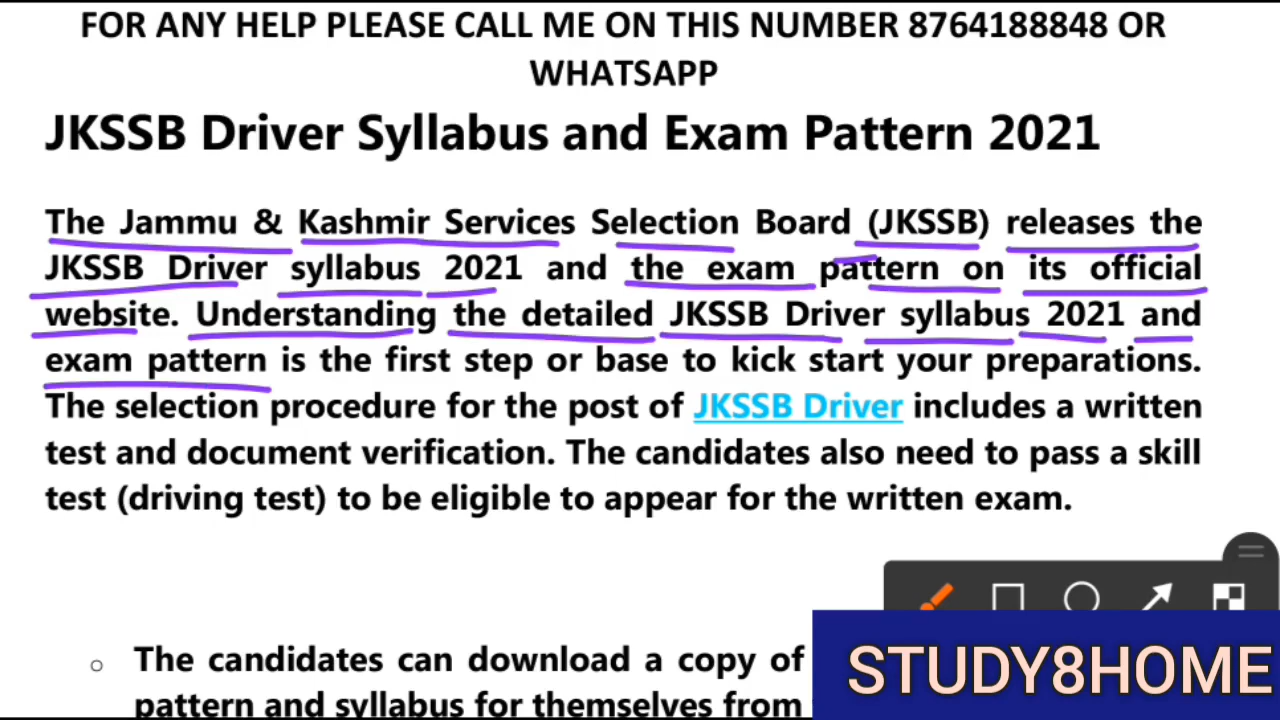 FOR ANY HELP PLEASE CALL ME ON THIS NUMBER 8764188848 OR
WHATSAPP
JKSSB Driver Syllabus and Exam Pattern 2021
The Jammu & Kashmir Services Selection Board (JKSSB) releases the
JKSSB Driver syllabus 2021 and the exam pattern on its official
website. Understanding the detailed JKSSB Driver syllabus 2021 and
exam pattern is the first step or base to kick start your preparations.
The selection procedure for the post of JKSSB Driver includes a written
test and document verification. The candidates also need to pass a skill
test (driving test) to be eligible to appear for the written exam.
The candidates can download a copy of
pattern and syllabus for themselves from
STUDY8HOME